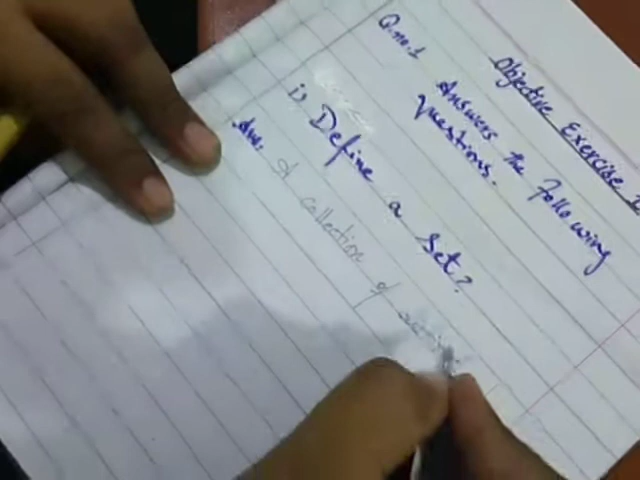 Objective Exercise
Q.no.1 Answers the following
questions.
i) Define a Set?
Ans. A collection of